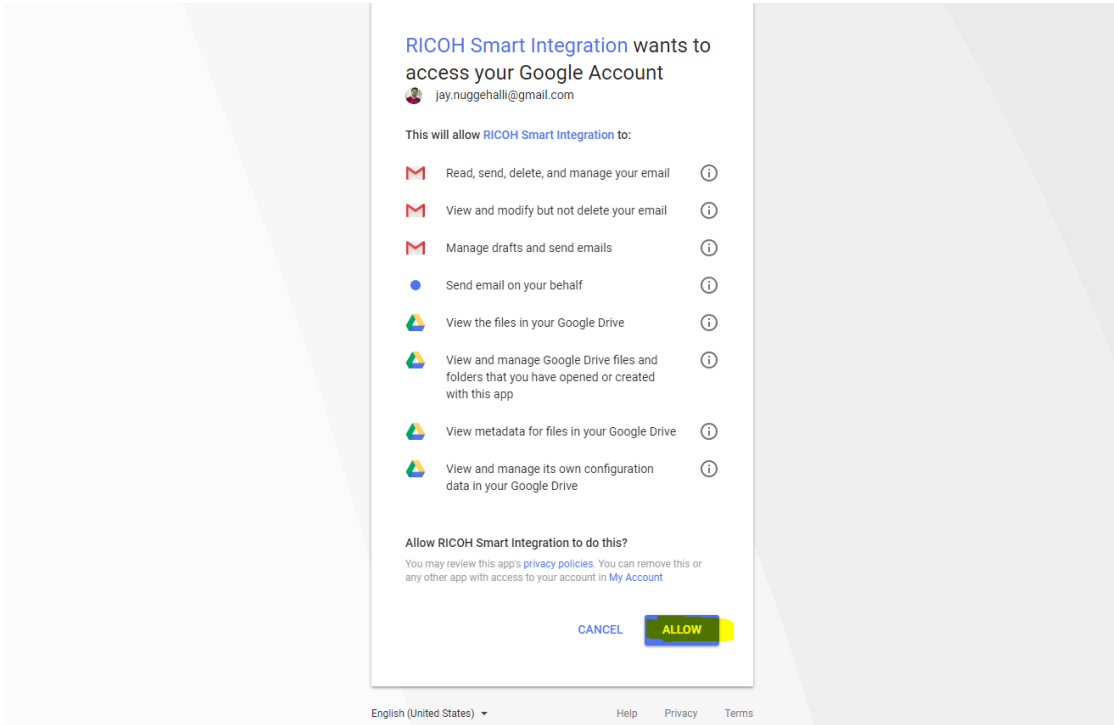 RICOH Smart Integration wants to
access your Google Account
jay.nuggehalli@gmail.com
This will allow RICOH Smart Integration to:
Read, send, delete, and manage your email
View and modify but not delete your email
Manage drafts and send emails
Send email on your behalf
View the files in your Google Drive
View and manage Google Drive files and
folders that you have opened or created
with this app
View metadata for files in your Google Drive
View and manage its own configuration
data in your Google Drive
Allow RICOH Smart Integration to do this?
You may review this app's privacy policies. You can remove this or
any other app with access to your account in My Account
CANCEL ALLOW
English (United States) Help Privacy Terms